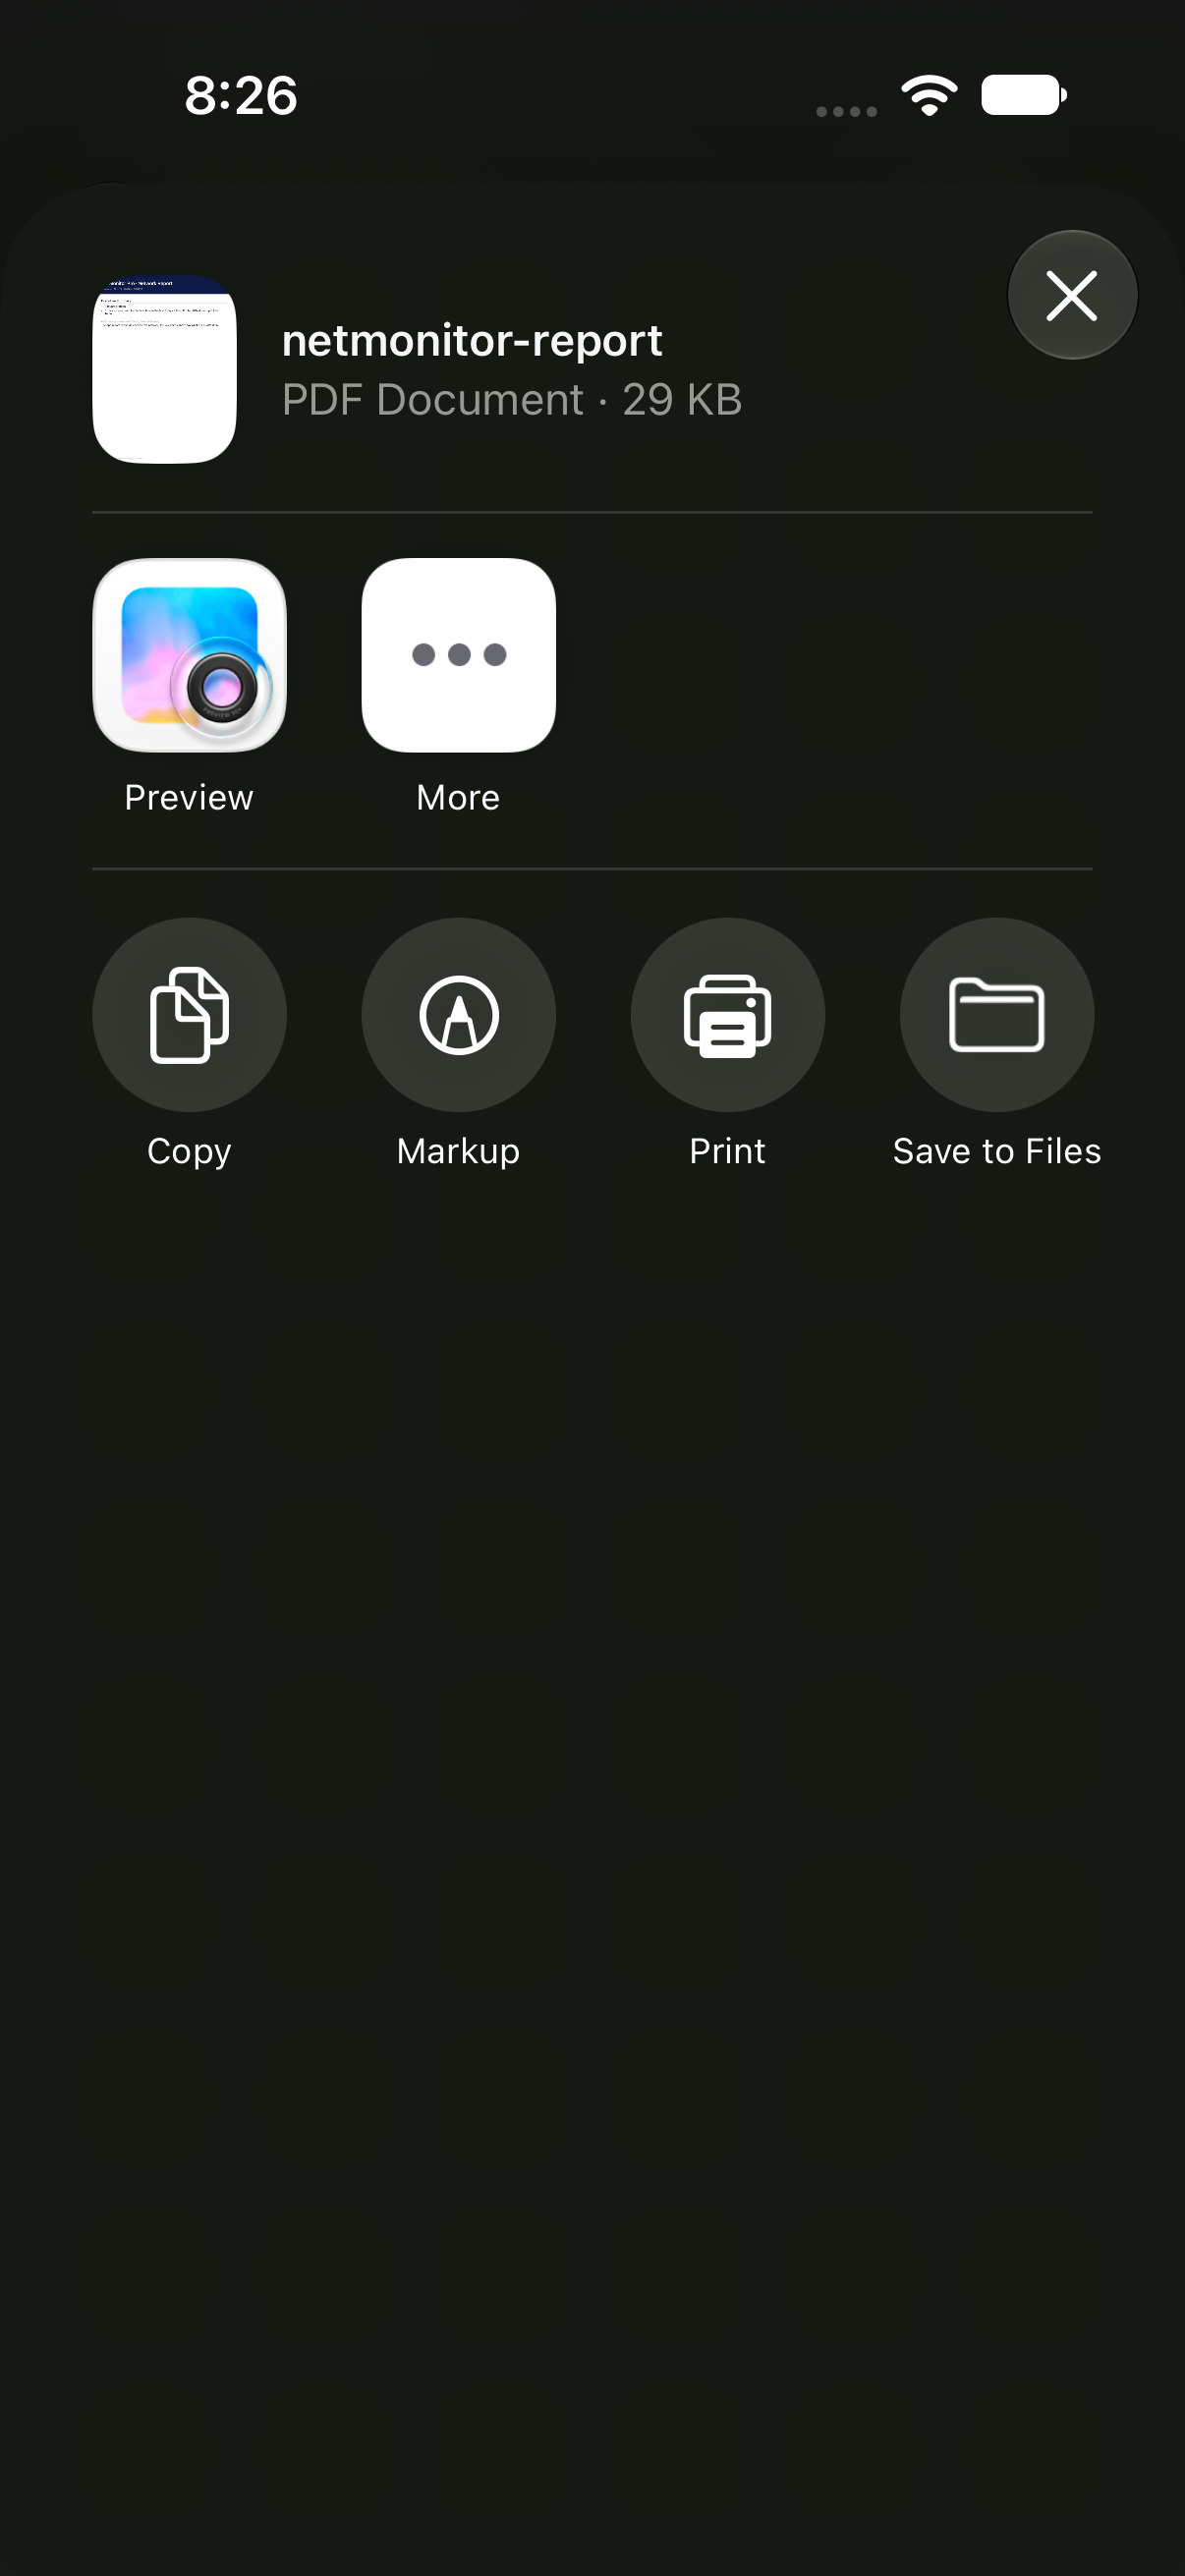 8:26
netmonitor-report
PDF Document · 29 KB
Preview
More
Copy
Markup
Print
Save to Files